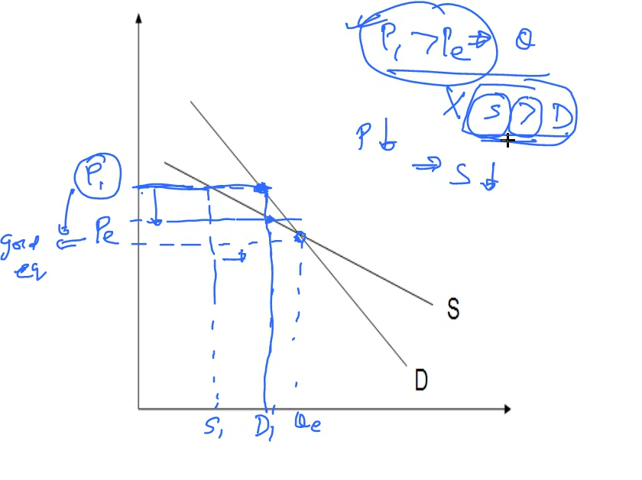 P₁ > Pe ⇒ Q
X S > D
P↓
⇒ S↓
P₁
Pe
good
eq
S
D
S₁ D₁ Qe